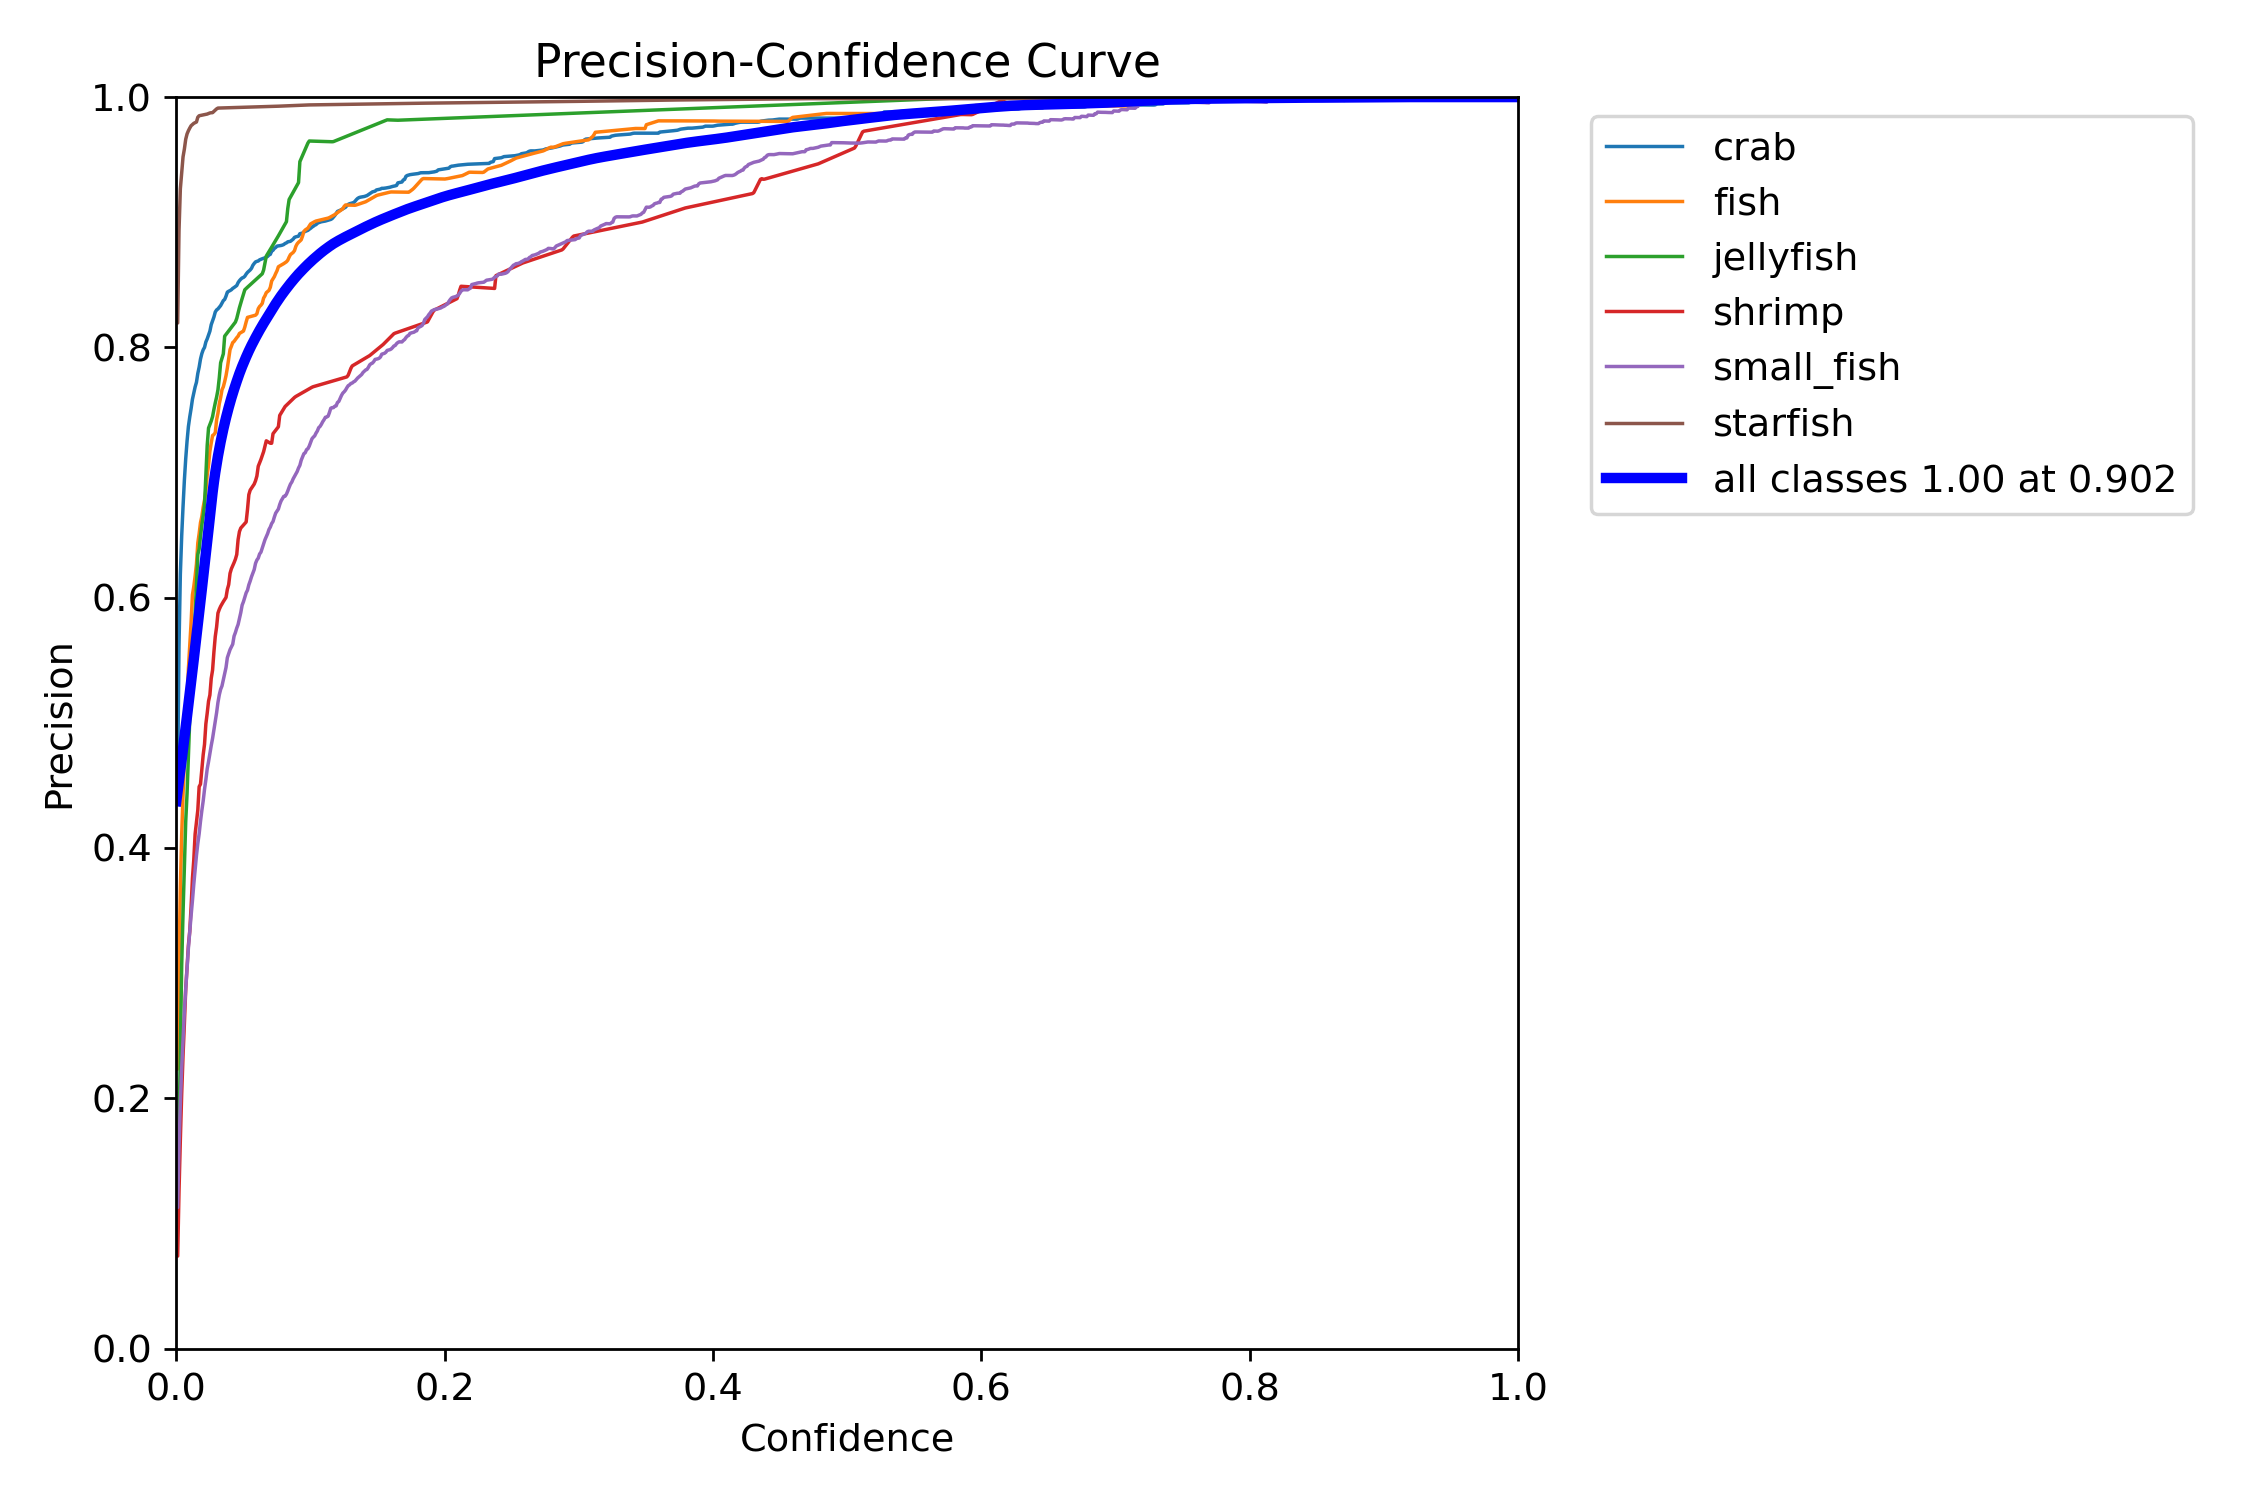 Precision-Confidence Curve
1.0
0.8
0.6
0.4
0.2
0.0
Precision
0.0 0.2 0.4 0.6 0.8 1.0
Confidence
crab
fish
jellyfish
shrimp
small_fish
starfish
all classes 1.00 at 0.902